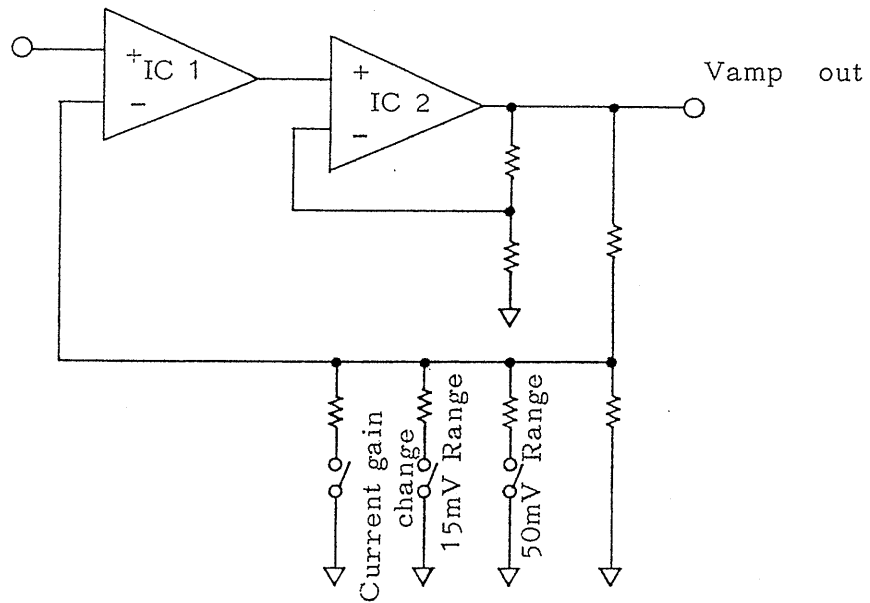 +
IC 1
−
+
IC 2
−
Vamp out
Current gain
change
15mV Range
50mV Range